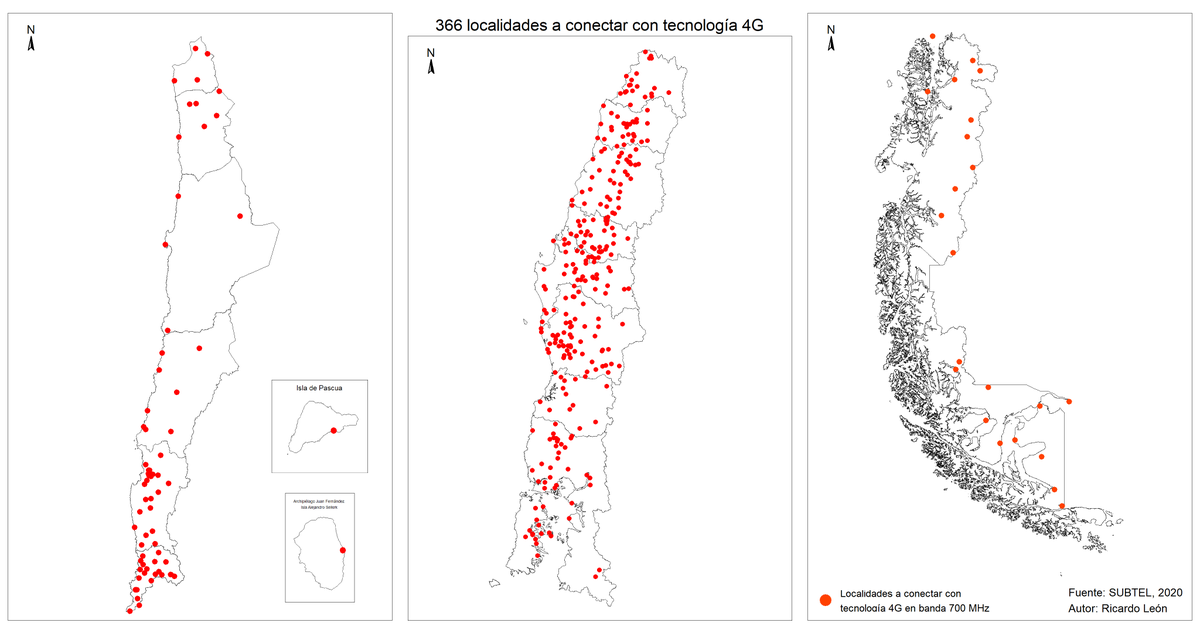 366 localidades a conectar con tecnología 4G
N
N
N
Isla de Pascua
Archipiélago Juan Fernández
Isla Alejandro Selkirk
Localidades a conectar con
tecnoloaía 4G en banda 700 MHz
Fuente: SUBTEL, 2020
Autor: Ricardo León